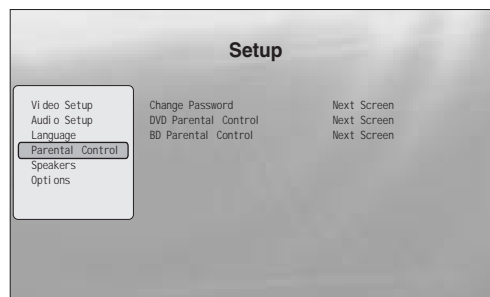 Setup
Video Setup
Audio Setup
Language
Parental Control
Speakers
Options
Change Password Next Screen
DVD Parental Control Next Screen
BD Parental Control Next Screen